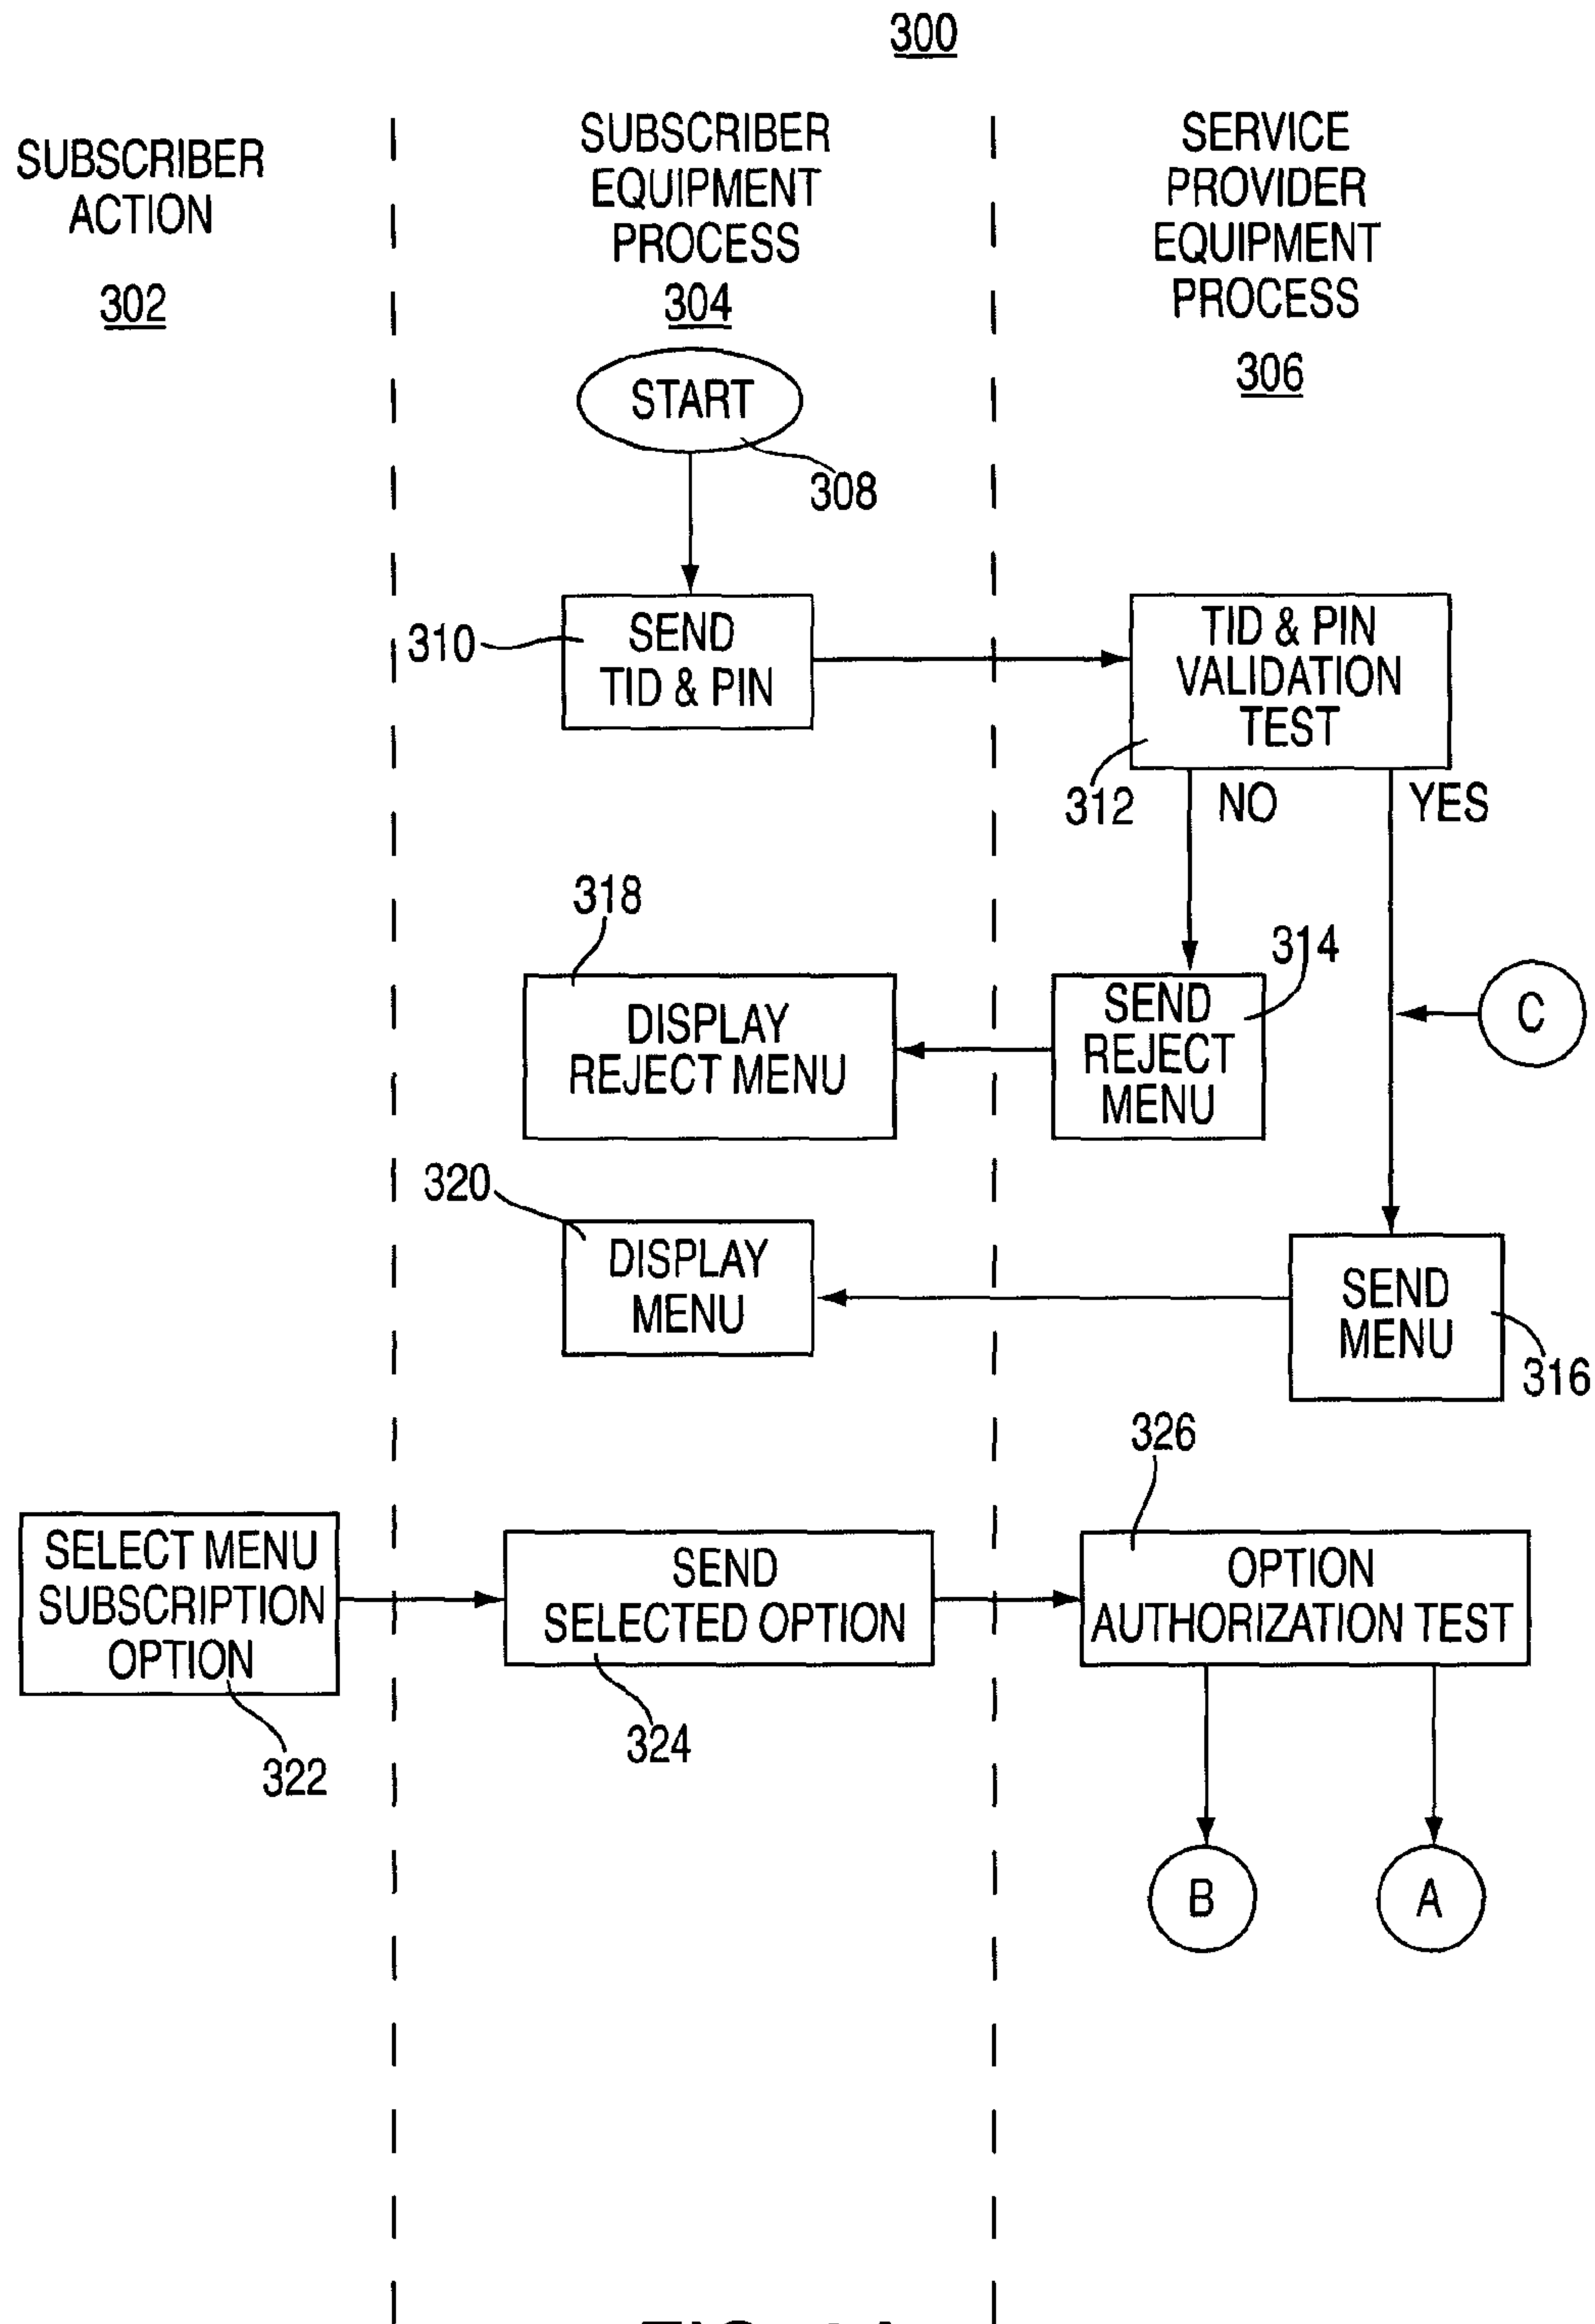 300
SUBSCRIBER
ACTION
302
SUBSCRIBER
EQUIPMENT
PROCESS
304
SERVICE
PROVIDER
EQUIPMENT
PROCESS
306
START
308
310
SEND
TID & PIN
TID & PIN
VALIDATION
TEST
312
NO
YES
318
DISPLAY
REJECT MENU
314
SEND
REJECT
MENU
C
320
DISPLAY
MENU
SEND
MENU
316
326
SELECT MENU
SUBSCRIPTION
OPTION
322
SEND
SELECTED OPTION
324
OPTION
AUTHORIZATION TEST
B
A